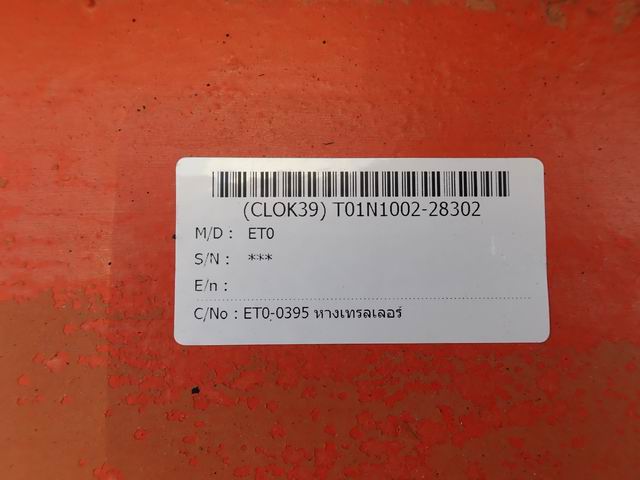 (CLOK39) T01N1002-28302
M/D : ET0
S/N : ***
E/n :
C/No : ET0-0395 หางเทรลเลอร์